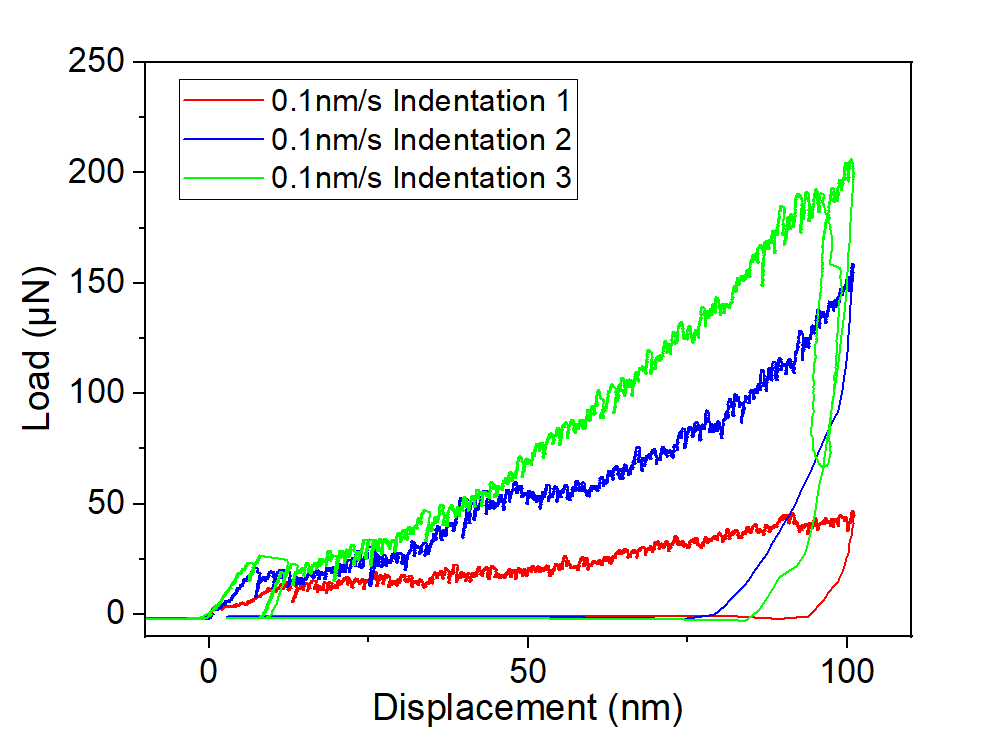 250
200
150
100
50
0
Load (μN)
0.1nm/s Indentation 1
0.1nm/s Indentation 2
0.1nm/s Indentation 3
0 50 100
Displacement (nm)